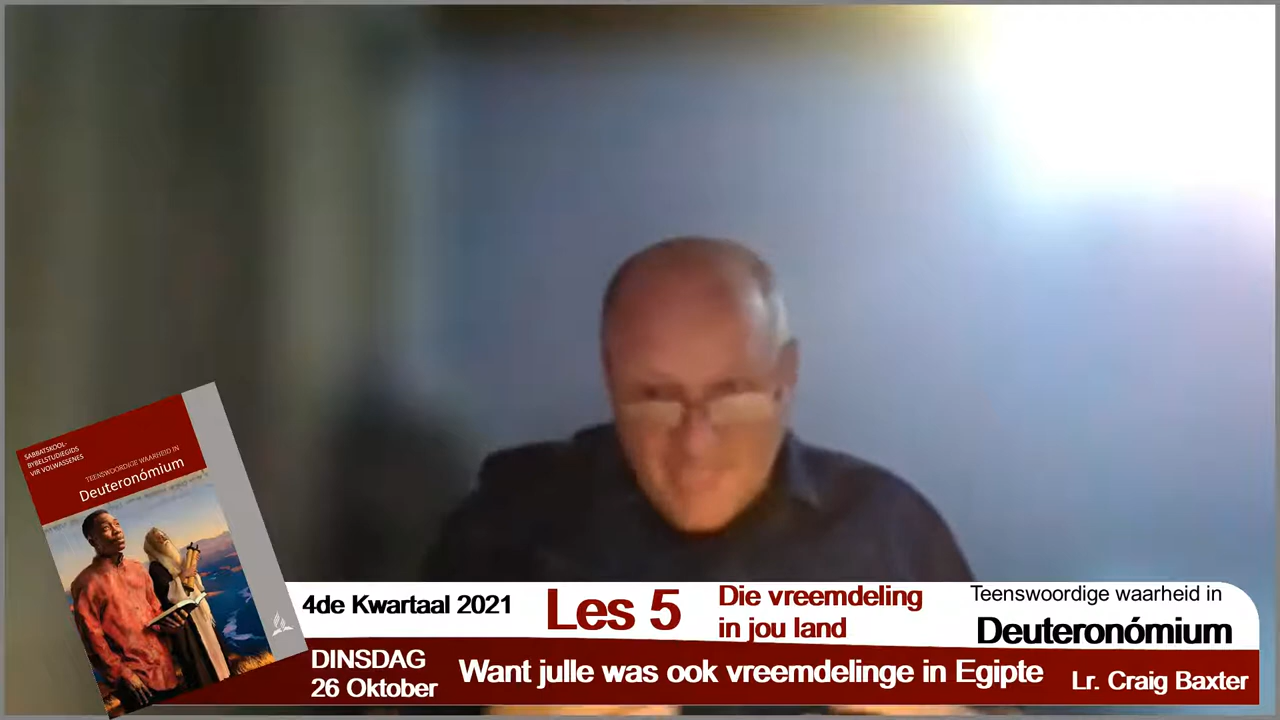 SABBATSKOOL-
BYBELSTUDIEGIDS
VIR VOLWASSENES
TEENSWOORDIGE WAARHEID IN
Deuteronómium
4de Kwartaal 2021
Les 5
Die vreemdeling
in jou land
Teenswoordige waarheid in
Deuteronómium
DINSDAG
26 Oktober
Want julle was ook vreemdelinge in Egipte
Lr. Craig Baxter